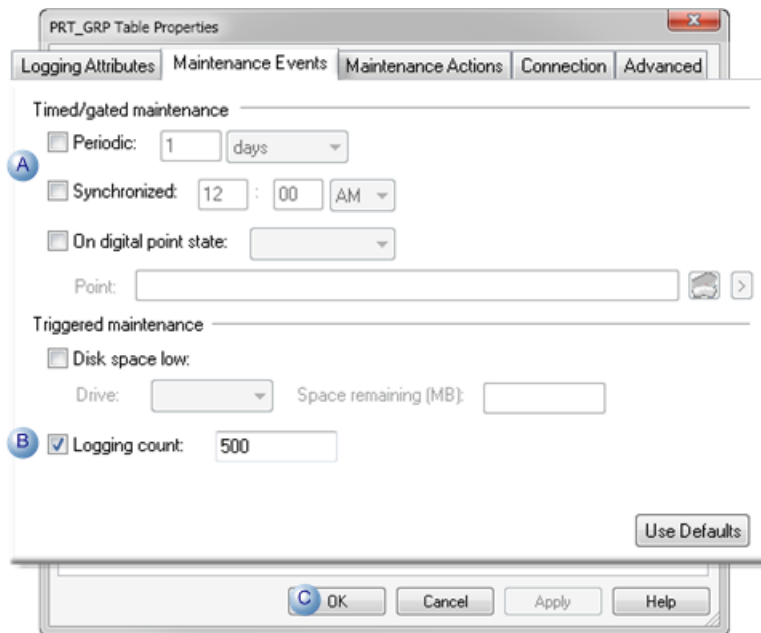 PRT_GRP Table Properties
Logging Attributes Maintenance Events Maintenance Actions Connection Advanced
Timed/gated maintenance
Periodic: 1 days
A
Synchronized: 12 : 00 AM
On digital point state:
Point: >
Triggered maintenance
Disk space low:
Drive: Space remaining (MB):
B Logging count: 500
Use Defaults
C OK Cancel Apply Help